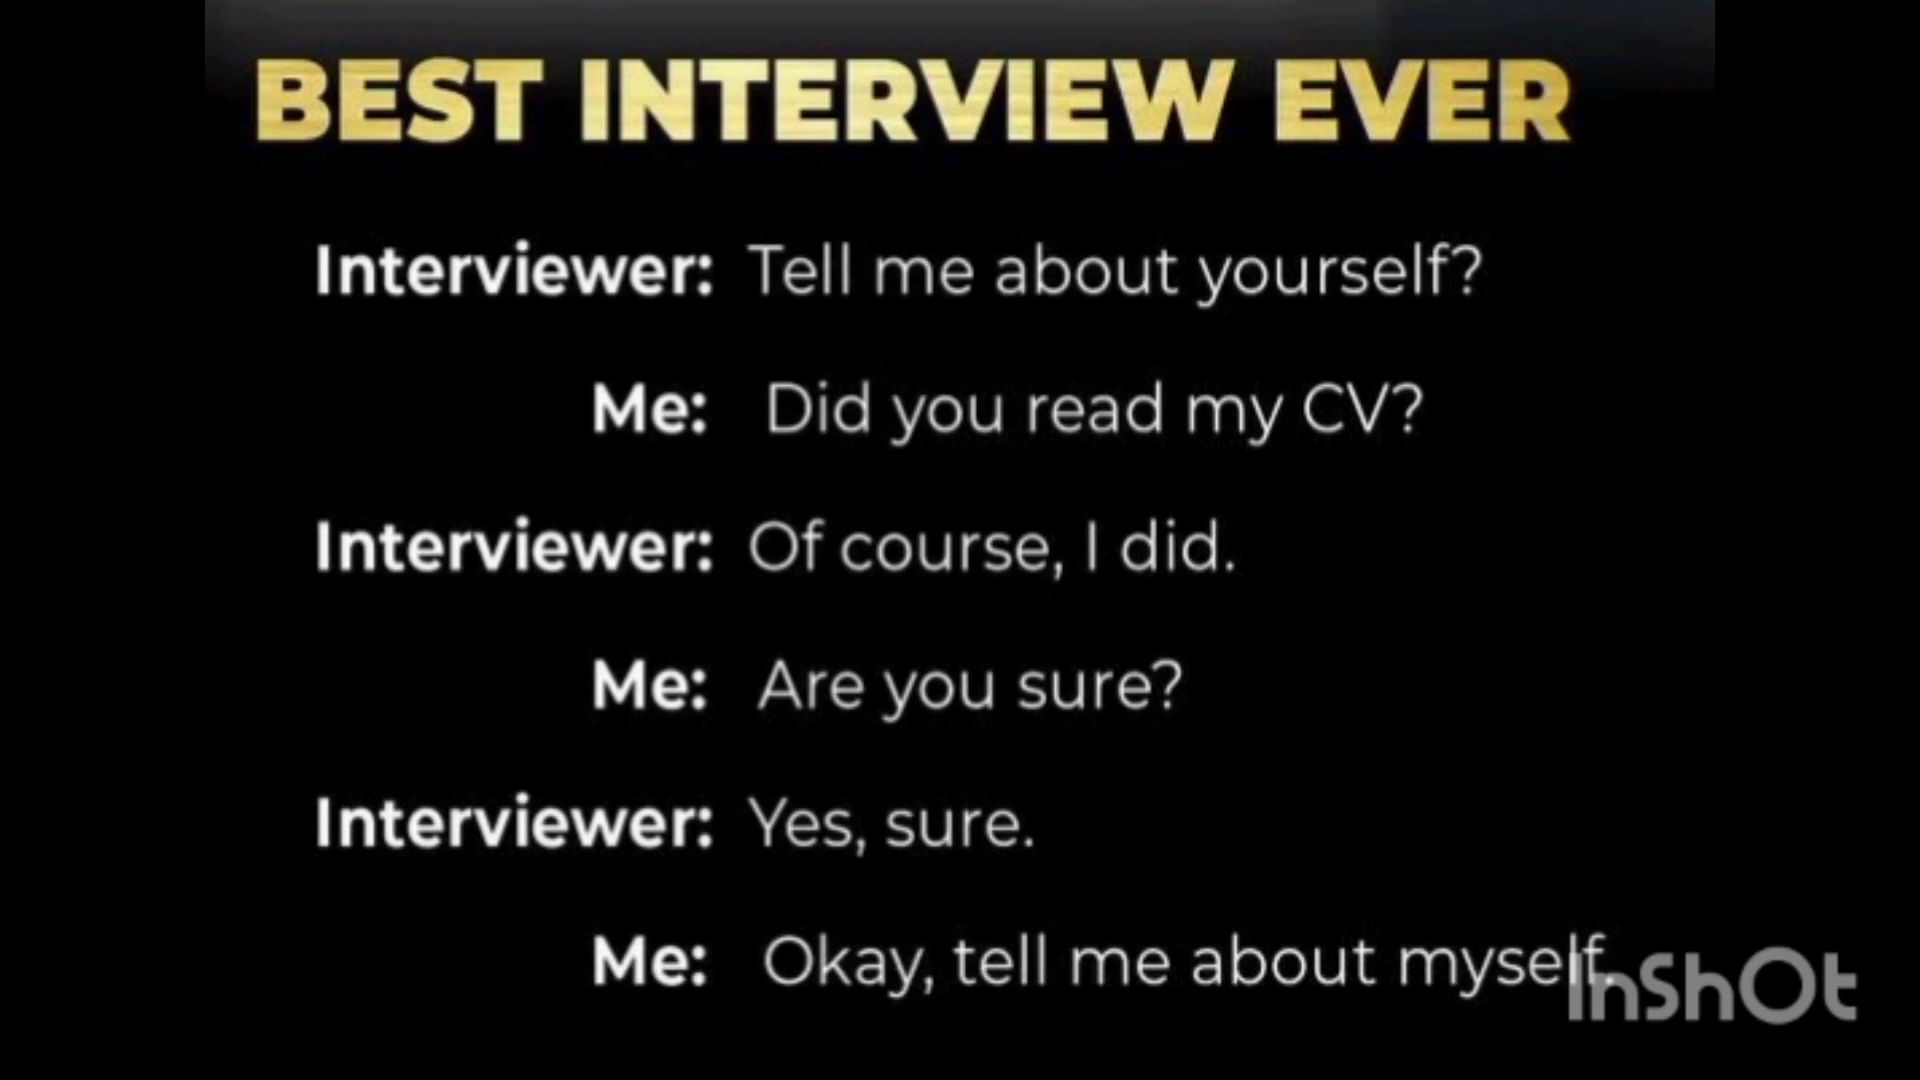 BEST INTERVIEW EVER
Interviewer: Tell me about yourself?
Me: Did you read my CV?
Interviewer: Of course, I did.
Me: Are you sure?
Interviewer: Yes, sure.
Me: Okay, tell me about myself.
InShOt